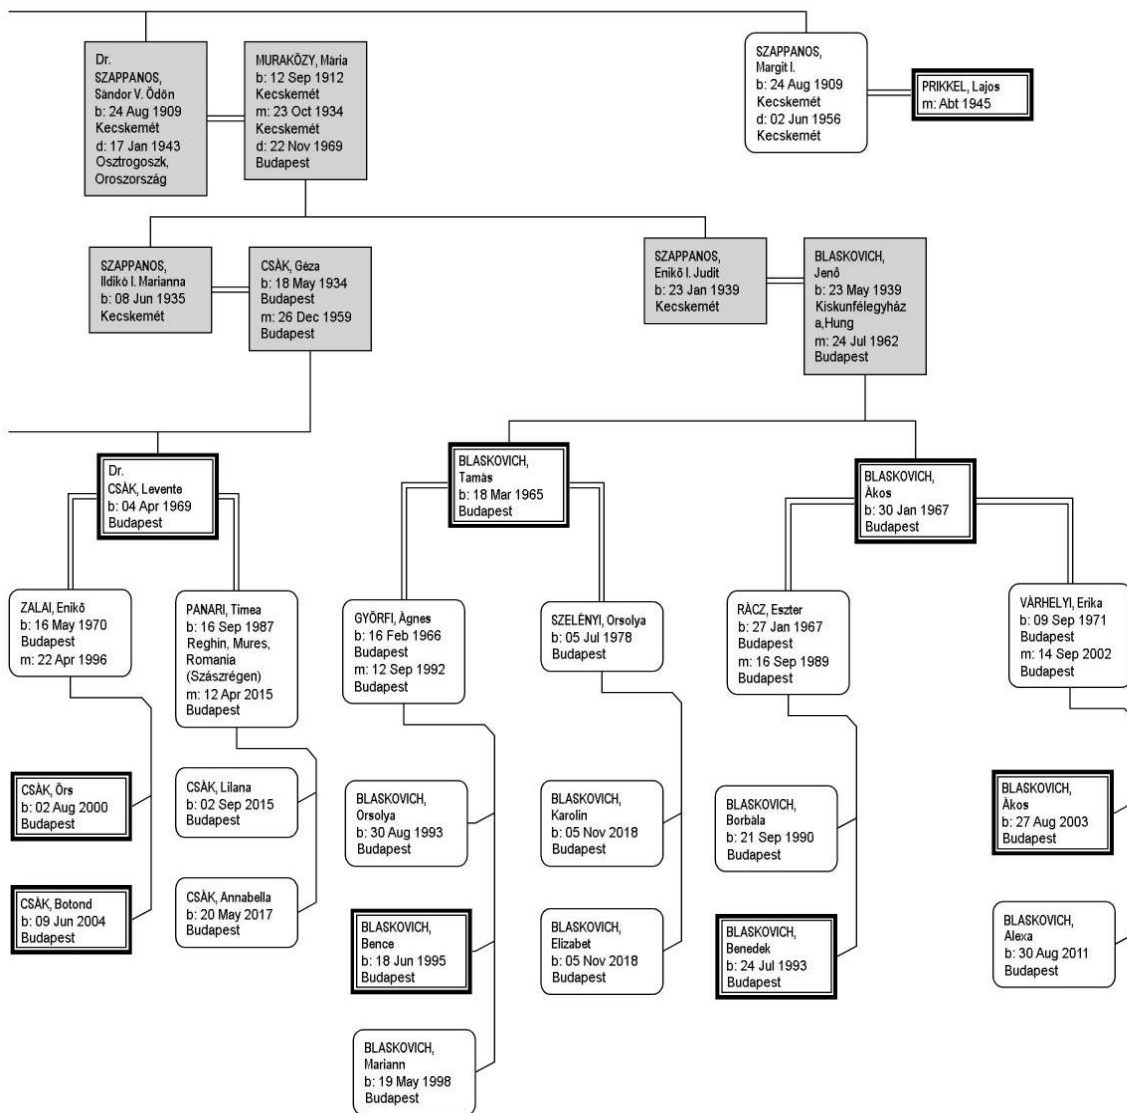 Dr.
SZAPPANOS,
Sándor V. Ödön
b: 24 Aug 1909
Kecskemét
d: 17 Jan 1943
Osztrogoszk,
Oroszország
MURAKÖZY, Mária
b: 12 Sep 1912
Kecskemét
m: 23 Oct 1934
Kecskemét
d: 22 Nov 1969
Budapest
SZAPPANOS,
Margit I.
b: 24 Aug 1909
Kecskemét
d: 02 Jun 1956
Kecskemét
PRIKKEL, Lajos
m: Abt 1945
SZAPPANOS,
Ildikó I. Marianna
b: 08 Jun 1935
Kecskemét
CSÀK, Géza
b: 18 May 1934
Budapest
m: 26 Dec 1959
Budapest
SZAPPANOS,
Enikő I. Judit
b: 23 Jan 1939
Kecskemét
BLASKOVICH,
Jenő
b: 23 May 1939
Kiskunfélegyház
a,Hung
m: 24 Jul 1962
Budapest
Dr.
CSÀK, Levente
b: 04 Apr 1969
Budapest
BLASKOVICH,
Tamàs
b: 18 Mar 1965
Budapest
BLASKOVICH,
Àkos
b: 30 Jan 1967
Budapest
ZALAI, Enikő
b: 16 May 1970
Budapest
m: 22 Apr 1996
PANARI, Timea
b: 16 Sep 1987
Reghin, Mures,
Romania
(Szászrégen)
m: 12 Apr 2015
Budapest
GYÖRFI, Àgnes
b: 16 Feb 1966
Budapest
m: 12 Sep 1992
Budapest
SZELÉNYI, Orsolya
b: 05 Jul 1978
Budapest
RÀCZ, Eszter
b: 27 Jan 1967
Budapest
m: 16 Sep 1989
Budapest
VÀRHELYI, Erika
b: 09 Sep 1971
Budapest
m: 14 Sep 2002
Budapest
CSÀK, Örs
b: 02 Aug 2000
Budapest
CSÀK, Lilana
b: 02 Sep 2015
Budapest
BLASKOVICH,
Orsolya
b: 30 Aug 1993
Budapest
BLASKOVICH,
Karolin
b: 05 Nov 2018
Budapest
BLASKOVICH,
Borbàla
b: 21 Sep 1990
Budapest
BLASKOVICH,
Àkos
b: 27 Aug 2003
Budapest
CSÀK, Botond
b: 09 Jun 2004
Budapest
CSÀK, Annabella
b: 20 May 2017
Budapest
BLASKOVICH,
Bence
b: 18 Jun 1995
Budapest
BLASKOVICH,
Elizabet
b: 05 Nov 2018
Budapest
BLASKOVICH,
Benedek
b: 24 Jul 1993
Budapest
BLASKOVICH,
Alexa
b: 30 Aug 2011
Budapest
BLASKOVICH,
Mariann
b: 19 May 1998
Budapest